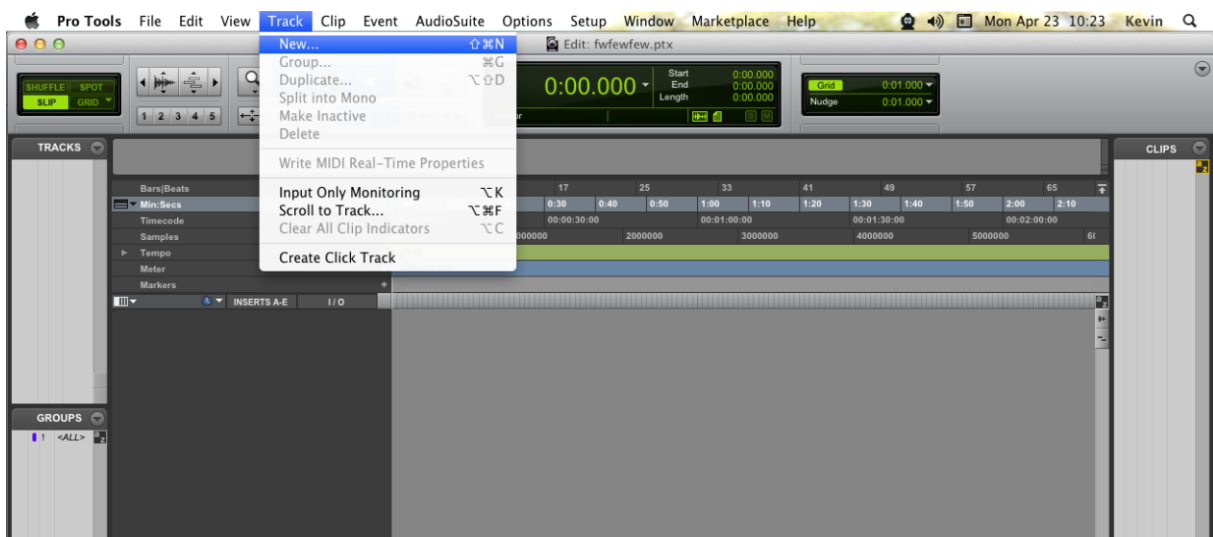 Pro Tools File Edit View Track Clip Event AudioSuite Options Setup Window Marketplace Help Mon Apr 23 10:23 Kevin
Edit: fwfewfew.ptx
New... ⇧⌘N
Group... ⌘G
Duplicate... ⌥⇧D
Split into Mono
Make Inactive
Delete
Write MIDI Real-Time Properties
Input Only Monitoring ⌥K
Scroll to Track... ⌥⌘F
Clear All Clip Indicators ⌥C
Create Click Track
SHUFFLE SPOT
SLIP GRID
1 2 3 4 5
0:00.000
Start 0:00.000
End 0:00.000
Length 0:00.000
Grid 0:01.000
Nudge 0:01.000
TRACKS
CLIPS
Bars|Beats 17 25 33 41 49 57 65
Min:Secs 0:30 0:40 0:50 1:00 1:10 1:20 1:30 1:40 1:50 2:00 2:10
Timecode 00:00:30:00 00:01:00:00 00:01:30:00 00:02:00:00
Samples 2000000 3000000 4000000 5000000
Tempo
Meter
Markers
INSERTS A-E I / O
GROUPS
! <ALL>